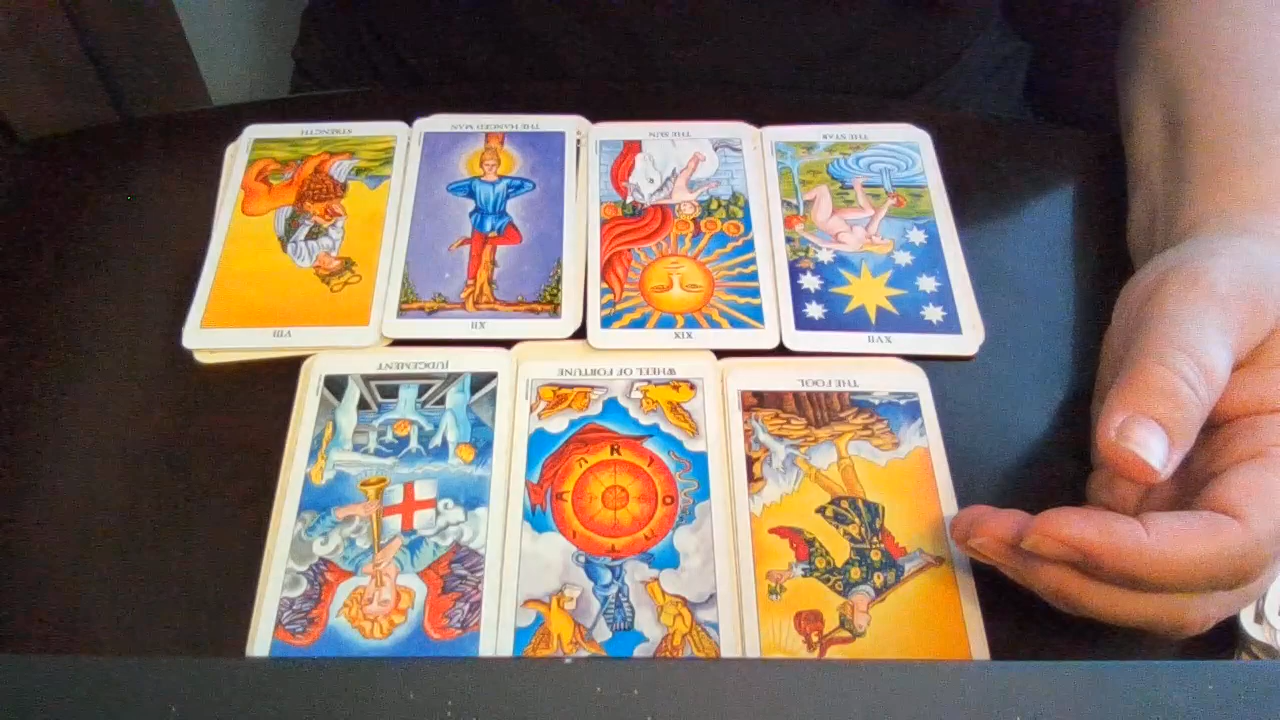 STRENGTH
VIII
THE HANGED MAN
XII
THE SUN
XIX
THE STAR
XVII
JUDGEMENT
WHEEL OF FORTUNE
THE FOOL